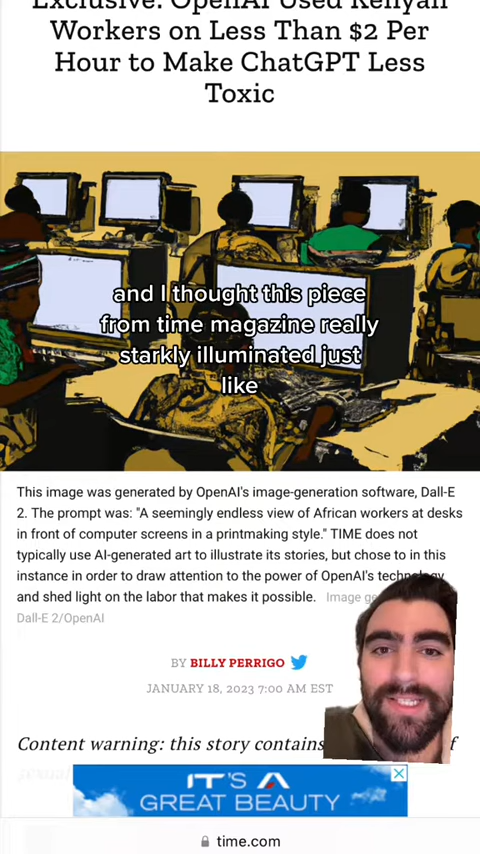 Exclusive: OpenAI Used Kenyan
Workers on Less Than $2 Per
Hour to Make ChatGPT Less
Toxic
and I thought this piece
from time magazine really
starkly illuminated just
like
This image was generated by OpenAI's image-generation software, Dall-E
2. The prompt was: "A seemingly endless view of African workers at desks
in front of computer screens in a printmaking style." TIME does not
typically use AI-generated art to illustrate its stories, but chose to in this
instance in order to draw attention to the power of OpenAI's technology
and shed light on the labor that makes it possible. Image
Dall-E 2/OpenAI
BY BILLY PERRIGO
JANUARY 18, 2023 7:00 AM EST
Content warning: this story contains
IT'S A
GREAT BEAUTY
time.com